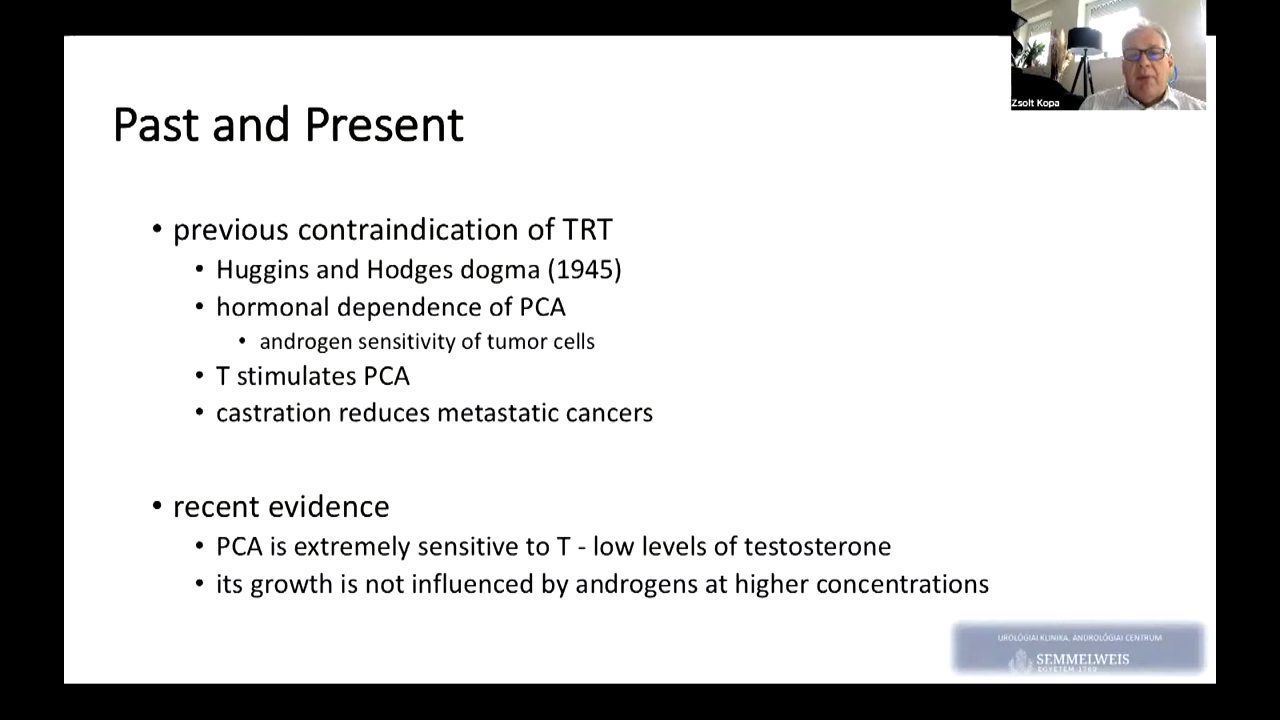 Zsolt Kopa
Past and Present
• previous contraindication of TRT
• Huggins and Hodges dogma (1945)
• hormonal dependence of PCA
• androgen sensitivity of tumor cells
• T stimulates PCA
• castration reduces metastatic cancers
• recent evidence
• PCA is extremely sensitive to T - low levels of testosterone
• its growth is not influenced by androgens at higher concentrations
UROLÓGIAI KLINIKA, ANDROLÓGIAI CENTRUM
SEMMELWEIS
EGYETEM 1769